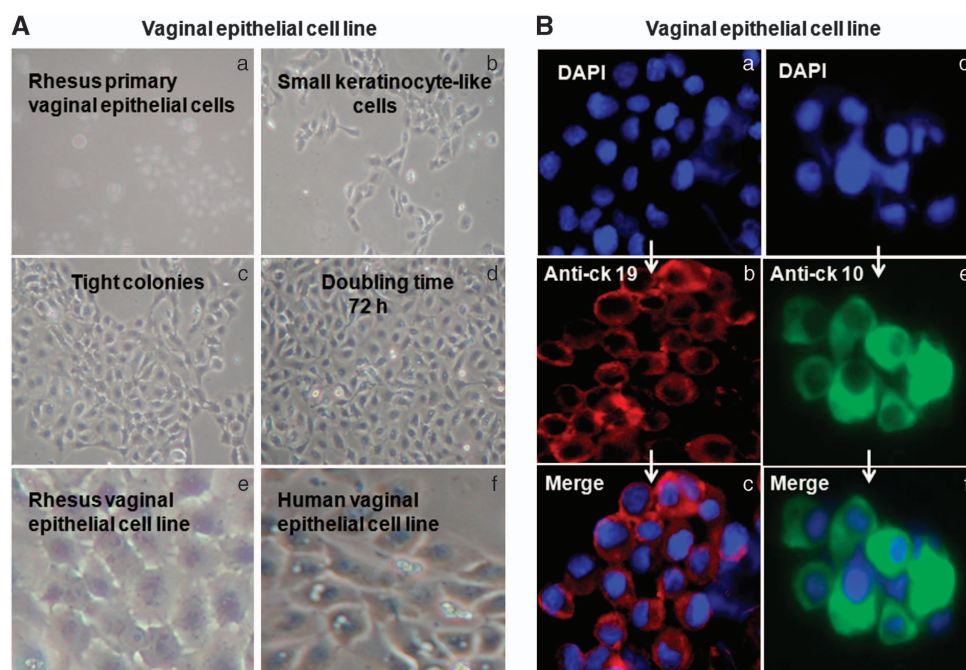 A
Vaginal epithelial cell line
a
Rhesus primary
vaginal epithelial cells
b
Small keratinocyte-like
cells
c
Tight colonies
d
Doubling time
72 h
e
Rhesus vaginal
epithelial cell line
f
Human vaginal
epithelial cell line
B
Vaginal epithelial cell line
DAPI
a
DAPI
d
Anti-ck 19
b
Anti-ck 10
e
Merge
c
Merge
f